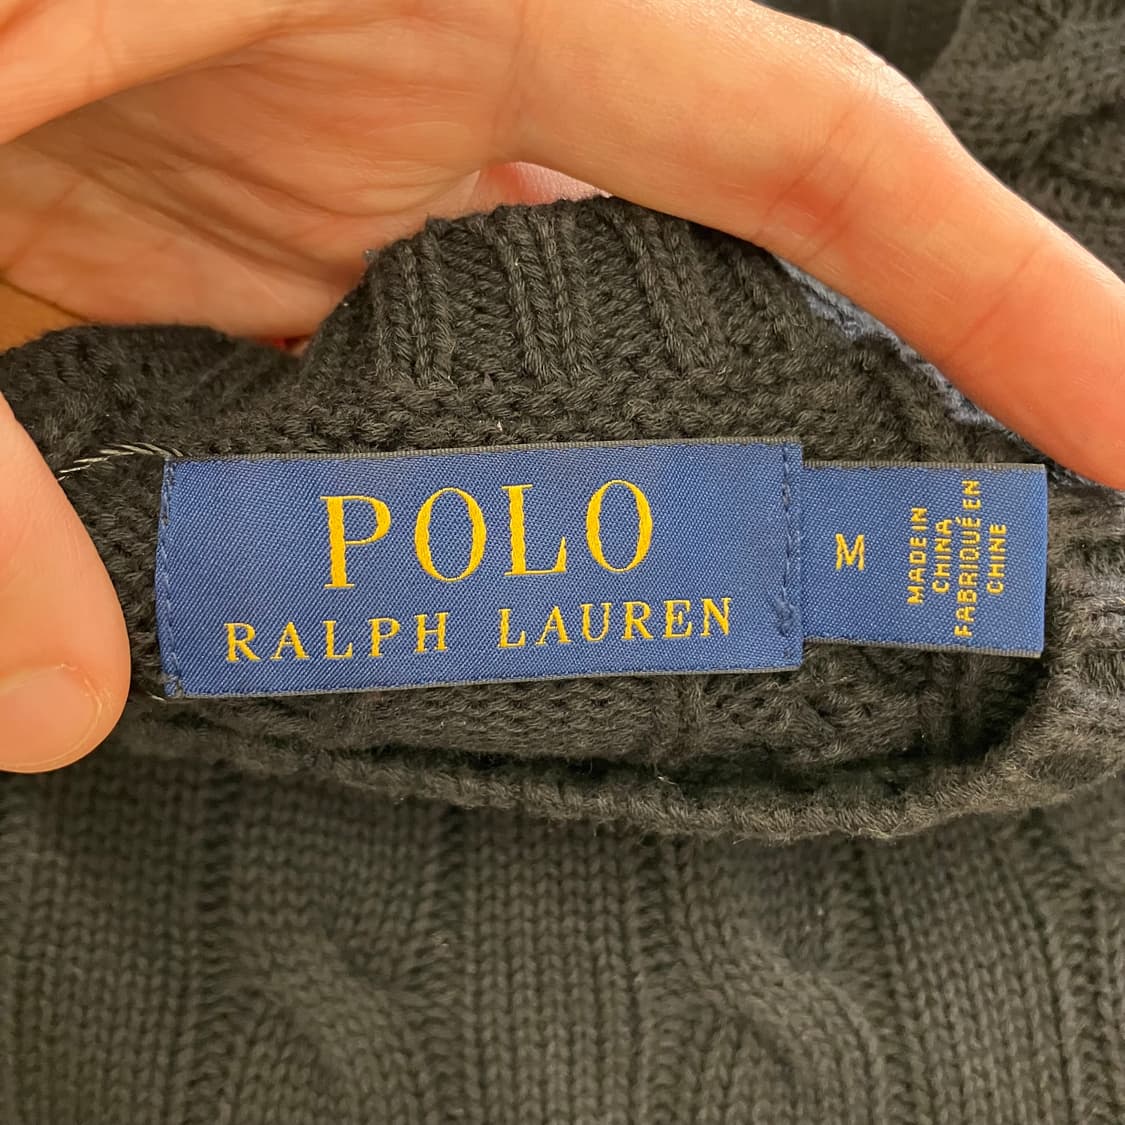 POLO
RALPH LAUREN
M
MADE IN
CHINA
FABRIQUÉ EN
CHINE